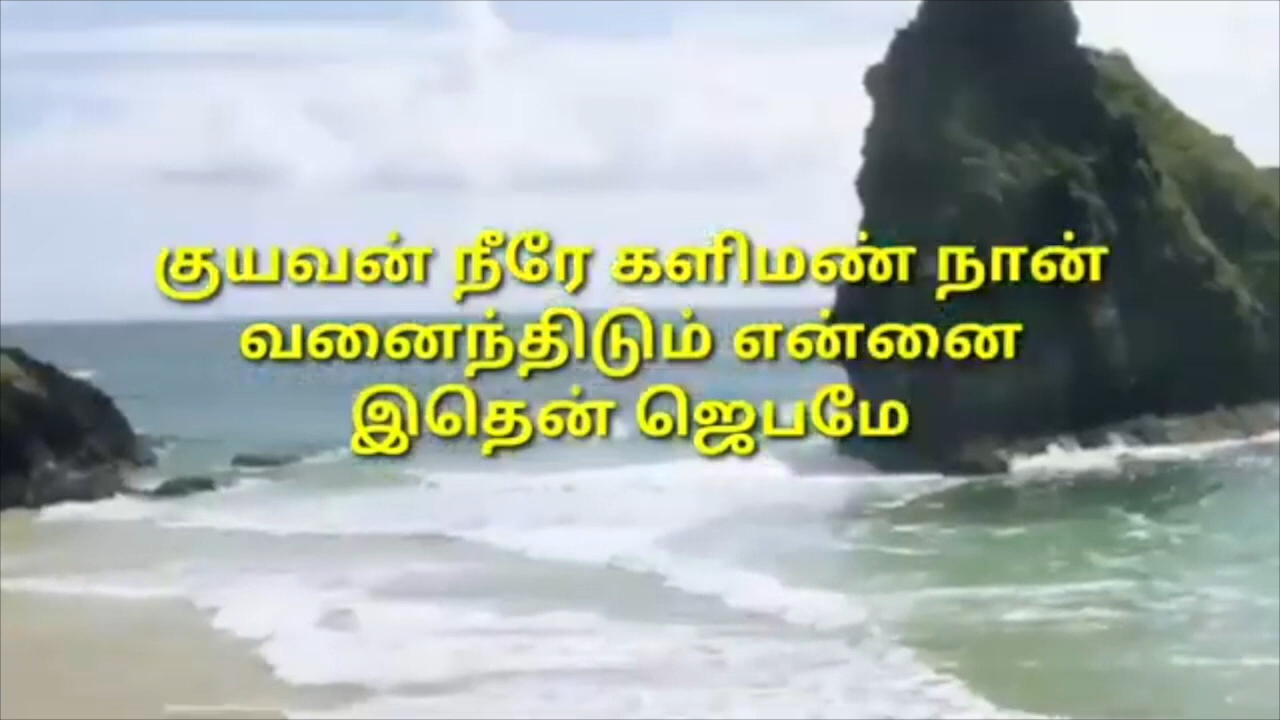 குயவன் நீரே களிமண் நான்
வனைந்திடும் என்னை
இதென் ஜெபமே